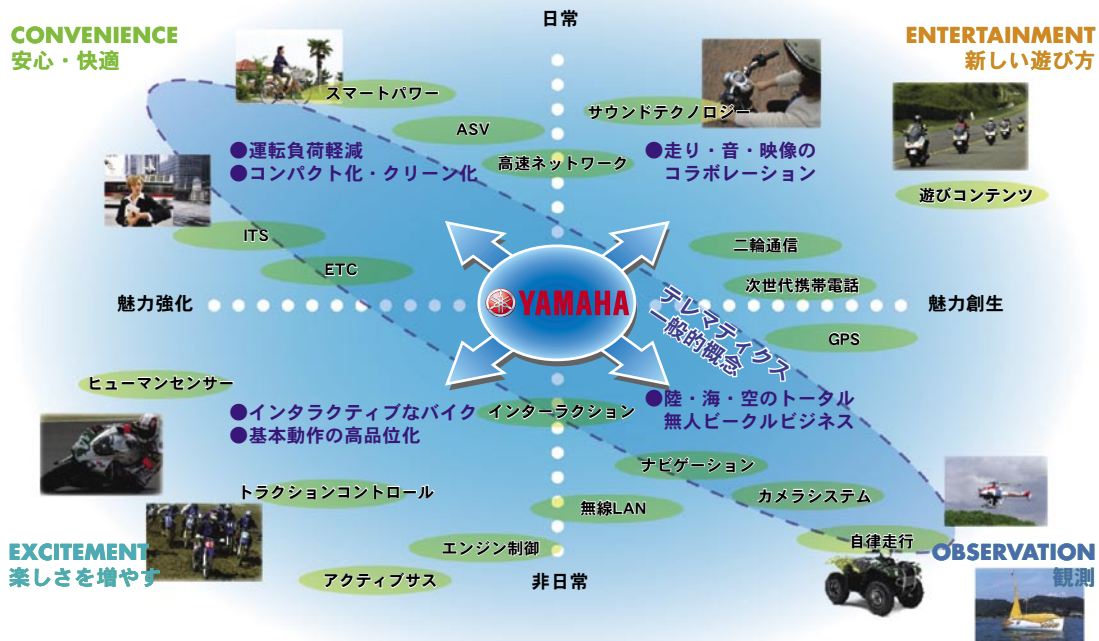 日常
CONVENIENCE
安心・快適
ENTERTAINMENT
新しい遊び方
スマートパワー
ASV
高速ネットワーク
サウンドテクノロジー
●運転負荷軽減
●コンパクト化・クリーン化
●走り・音・映像の
コラボレーション
遊びコンテンツ
ITS
ETC
二輪通信
次世代携帯電話
魅力強化
YAMAHA
魅力創生
テレマティクス
一般的概念
GPS
ヒューマンセンサー
●インタラクティブなバイク
●基本動作の高品位化
インターラクション
●陸・海・空のトータル
無人ビークルビジネス
ナビゲーション
カメラシステム
トラクションコントロール
無線LAN
エンジン制御
自律走行
アクティブサス
EXCITEMENT
楽しさを増やす
非日常
OBSERVATION
観測